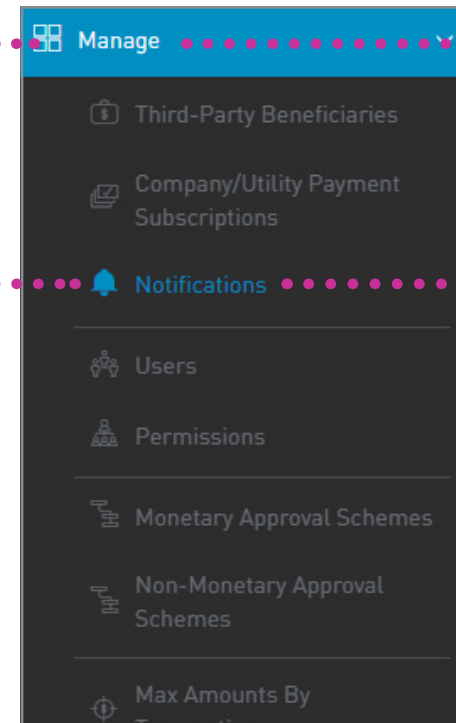 Manage
Third-Party Beneficiaries
Company/Utility Payment
Subscriptions
Notifications
Users
Permissions
Monetary Approval Schemes
Non-Monetary Approval
Schemes
Max Amounts By